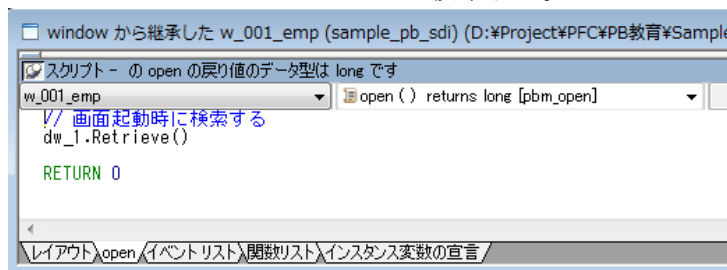 window から継承した w_001_emp (sample_pb_sdi) (D:¥Project¥PFC¥PB教育¥Sample
スクリプト - の open の戻り値のデータ型は long です
w_001_emp
open ( ) returns long [pbm_open]
// 画面起動時に検索する
dw_1.Retrieve()
RETURN 0
レイアウト open イベント リスト 関数リスト インスタンス変数の宣言